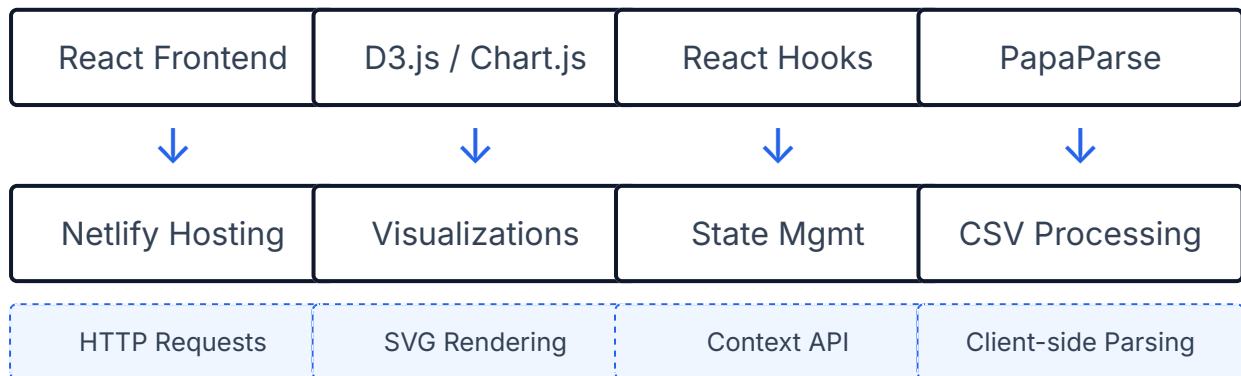 React Frontend
D3.js / Chart.js
React Hooks
PapaParse
Netlify Hosting
Visualizations
State Mgmt
CSV Processing
HTTP Requests
SVG Rendering
Context API
Client-side Parsing